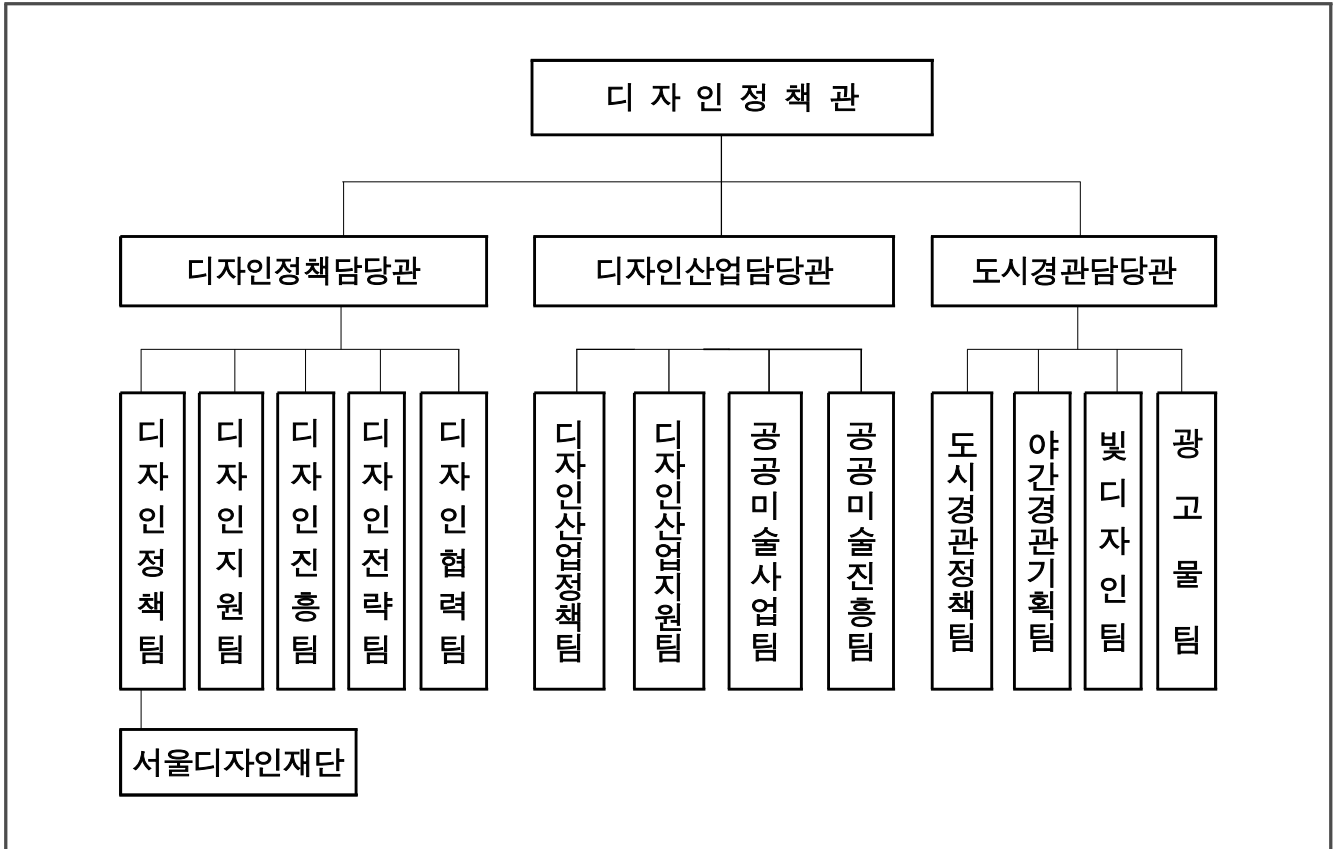 디 자 인 정 책 관
디자인정책담당관
디자인산업담당관
도시경관담당관
디자인정책팀
디자인지원팀
디자인진흥팀
디자인전략팀
디자인협력팀
디자인산업정책팀
디자인산업지원팀
공공미술사업팀
공공미술진흥팀
도시경관정책팀
야간경관기획팀
빛디자인팀
광고물팀
서울디자인재단